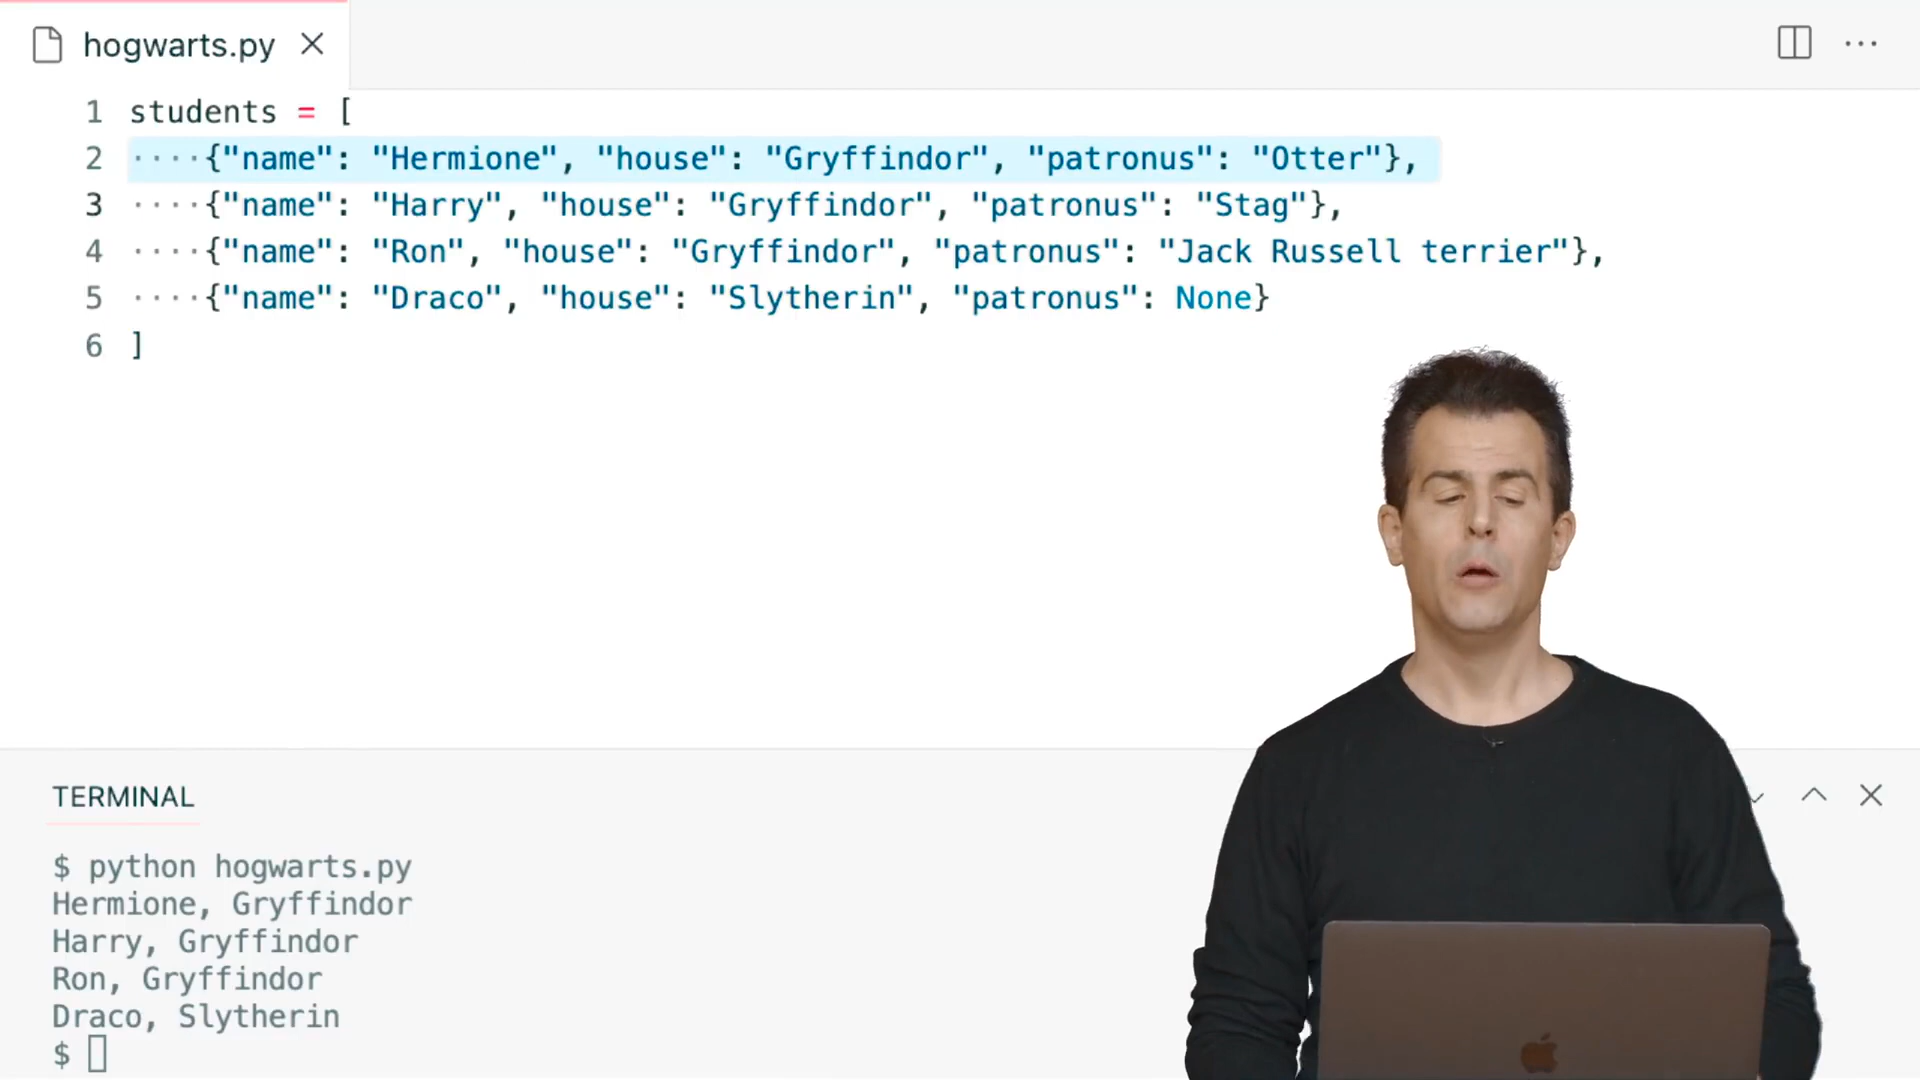 hogwarts.py
1 students = [
2 ····{"name": "Hermione", "house": "Gryffindor", "patronus": "Otter"},
3 ····{"name": "Harry", "house": "Gryffindor", "patronus": "Stag"},
4 ····{"name": "Ron", "house": "Gryffindor", "patronus": "Jack Russell terrier"},
5 ····{"name": "Draco", "house": "Slytherin", "patronus": None}
6 ]
TERMINAL
$ python hogwarts.py
Hermione, Gryffindor
Harry, Gryffindor
Ron, Gryffindor
Draco, Slytherin
$